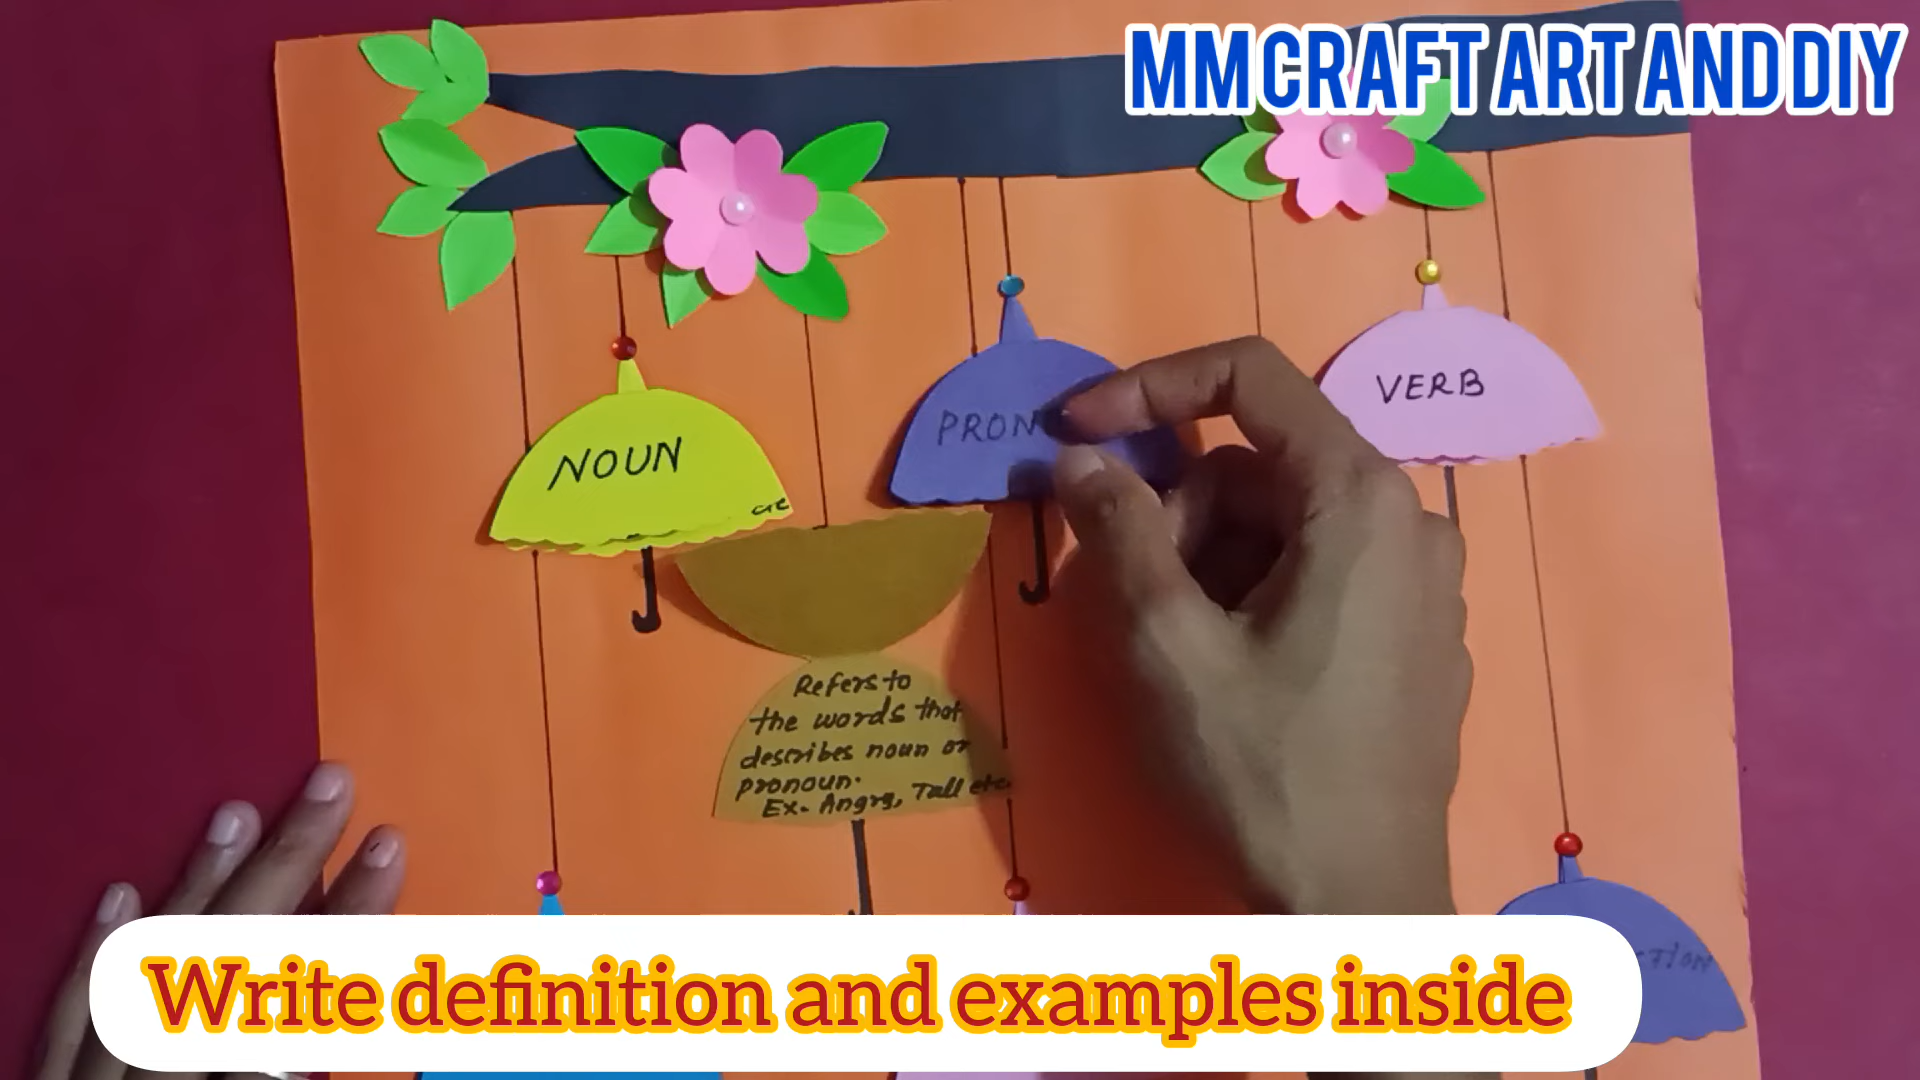 MM CRAFT ART AND DIY
NOUN
PRON
VERB
Refers to
the words that
describes noun or
pronoun.
Ex. Angry, Tall etc.
Write definition and examples inside